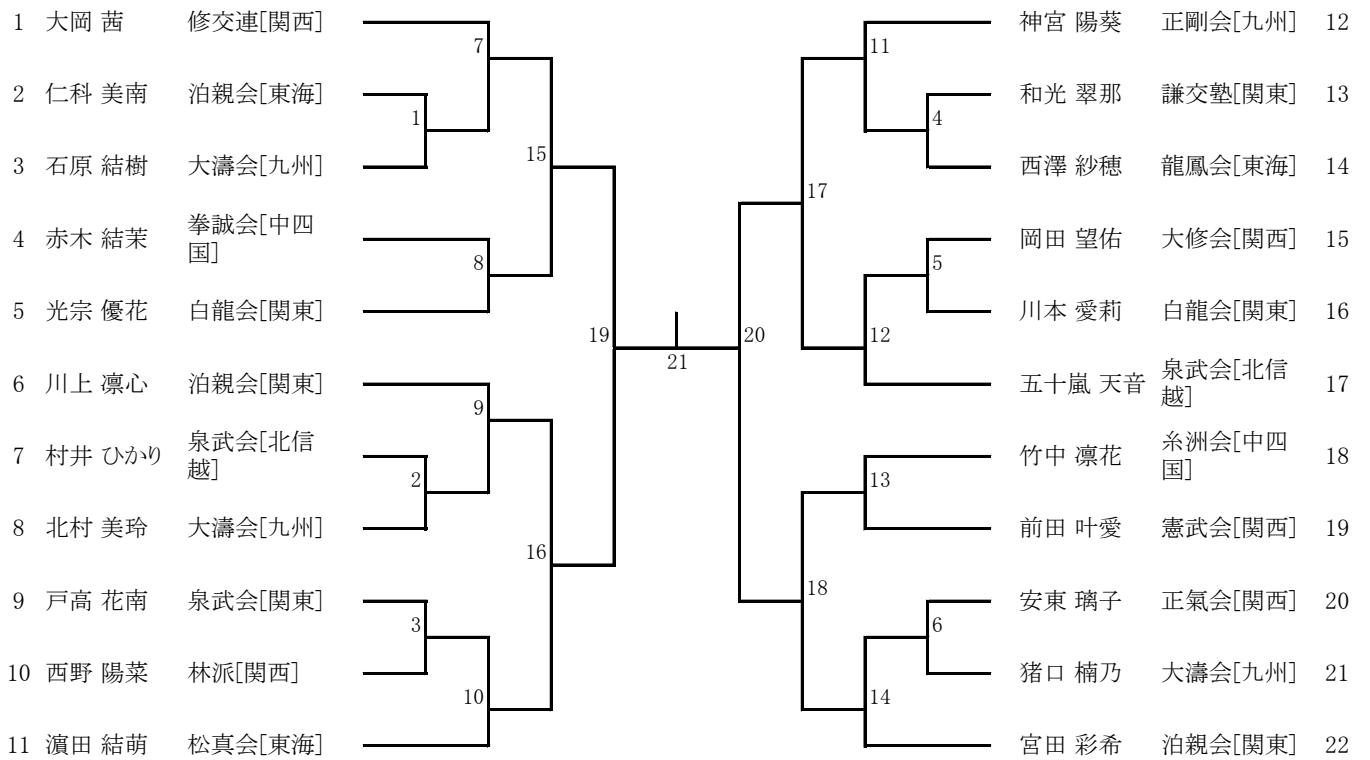 1 大岡 茜 修交連[関西]
2 仁科 美南 泊親会[東海]
3 石原 結樹 大濤会[九州]
4 赤木 結茉 拳誠会[中四
国]
5 光宗 優花 白龍会[関東]
6 川上 凛心 泊親会[関東]
7 村井 ひかり 泉武会[北信
越]
8 北村 美玲 大濤会[九州]
9 戸高 花南 泉武会[関東]
10 西野 陽菜 林派[関西]
11 濵田 結萌 松真会[東海]
7
1
15
8
19
9
2
16
3
10
21
20
11
4
17
5
12
13
18
6
14
神宮 陽葵 正剛会[九州] 12
和光 翠那 謙交塾[関東] 13
西澤 紗穂 龍鳳会[東海] 14
岡田 望佑 大修会[関西] 15
川本 愛莉 白龍会[関東] 16
五十嵐 天音 泉武会[北信
越] 17
竹中 凛花 糸洲会[中四
国] 18
前田 叶愛 憲武会[関西] 19
安東 璃子 正氣会[関西] 20
猪口 楠乃 大濤会[九州] 21
宮田 彩希 泊親会[関東] 22